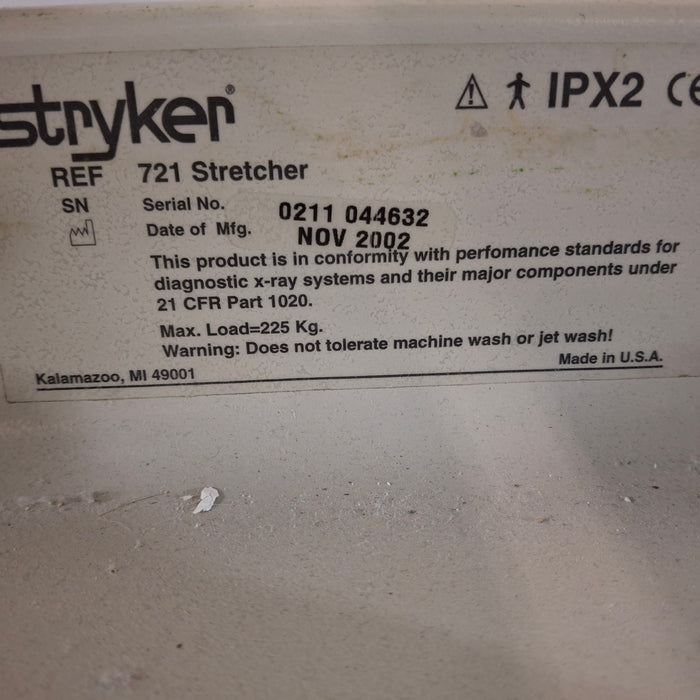 stryker®
IPX2 CE
REF 721 Stretcher
SN Serial No. 0211 044632
Date of Mfg. NOV 2002
This product is in conformity with perfomance standards for
diagnostic x-ray systems and their major components under
21 CFR Part 1020.
Max. Load=225 Kg.
Warning: Does not tolerate machine wash or jet wash!
Kalamazoo, MI 49001
Made in U.S.A.